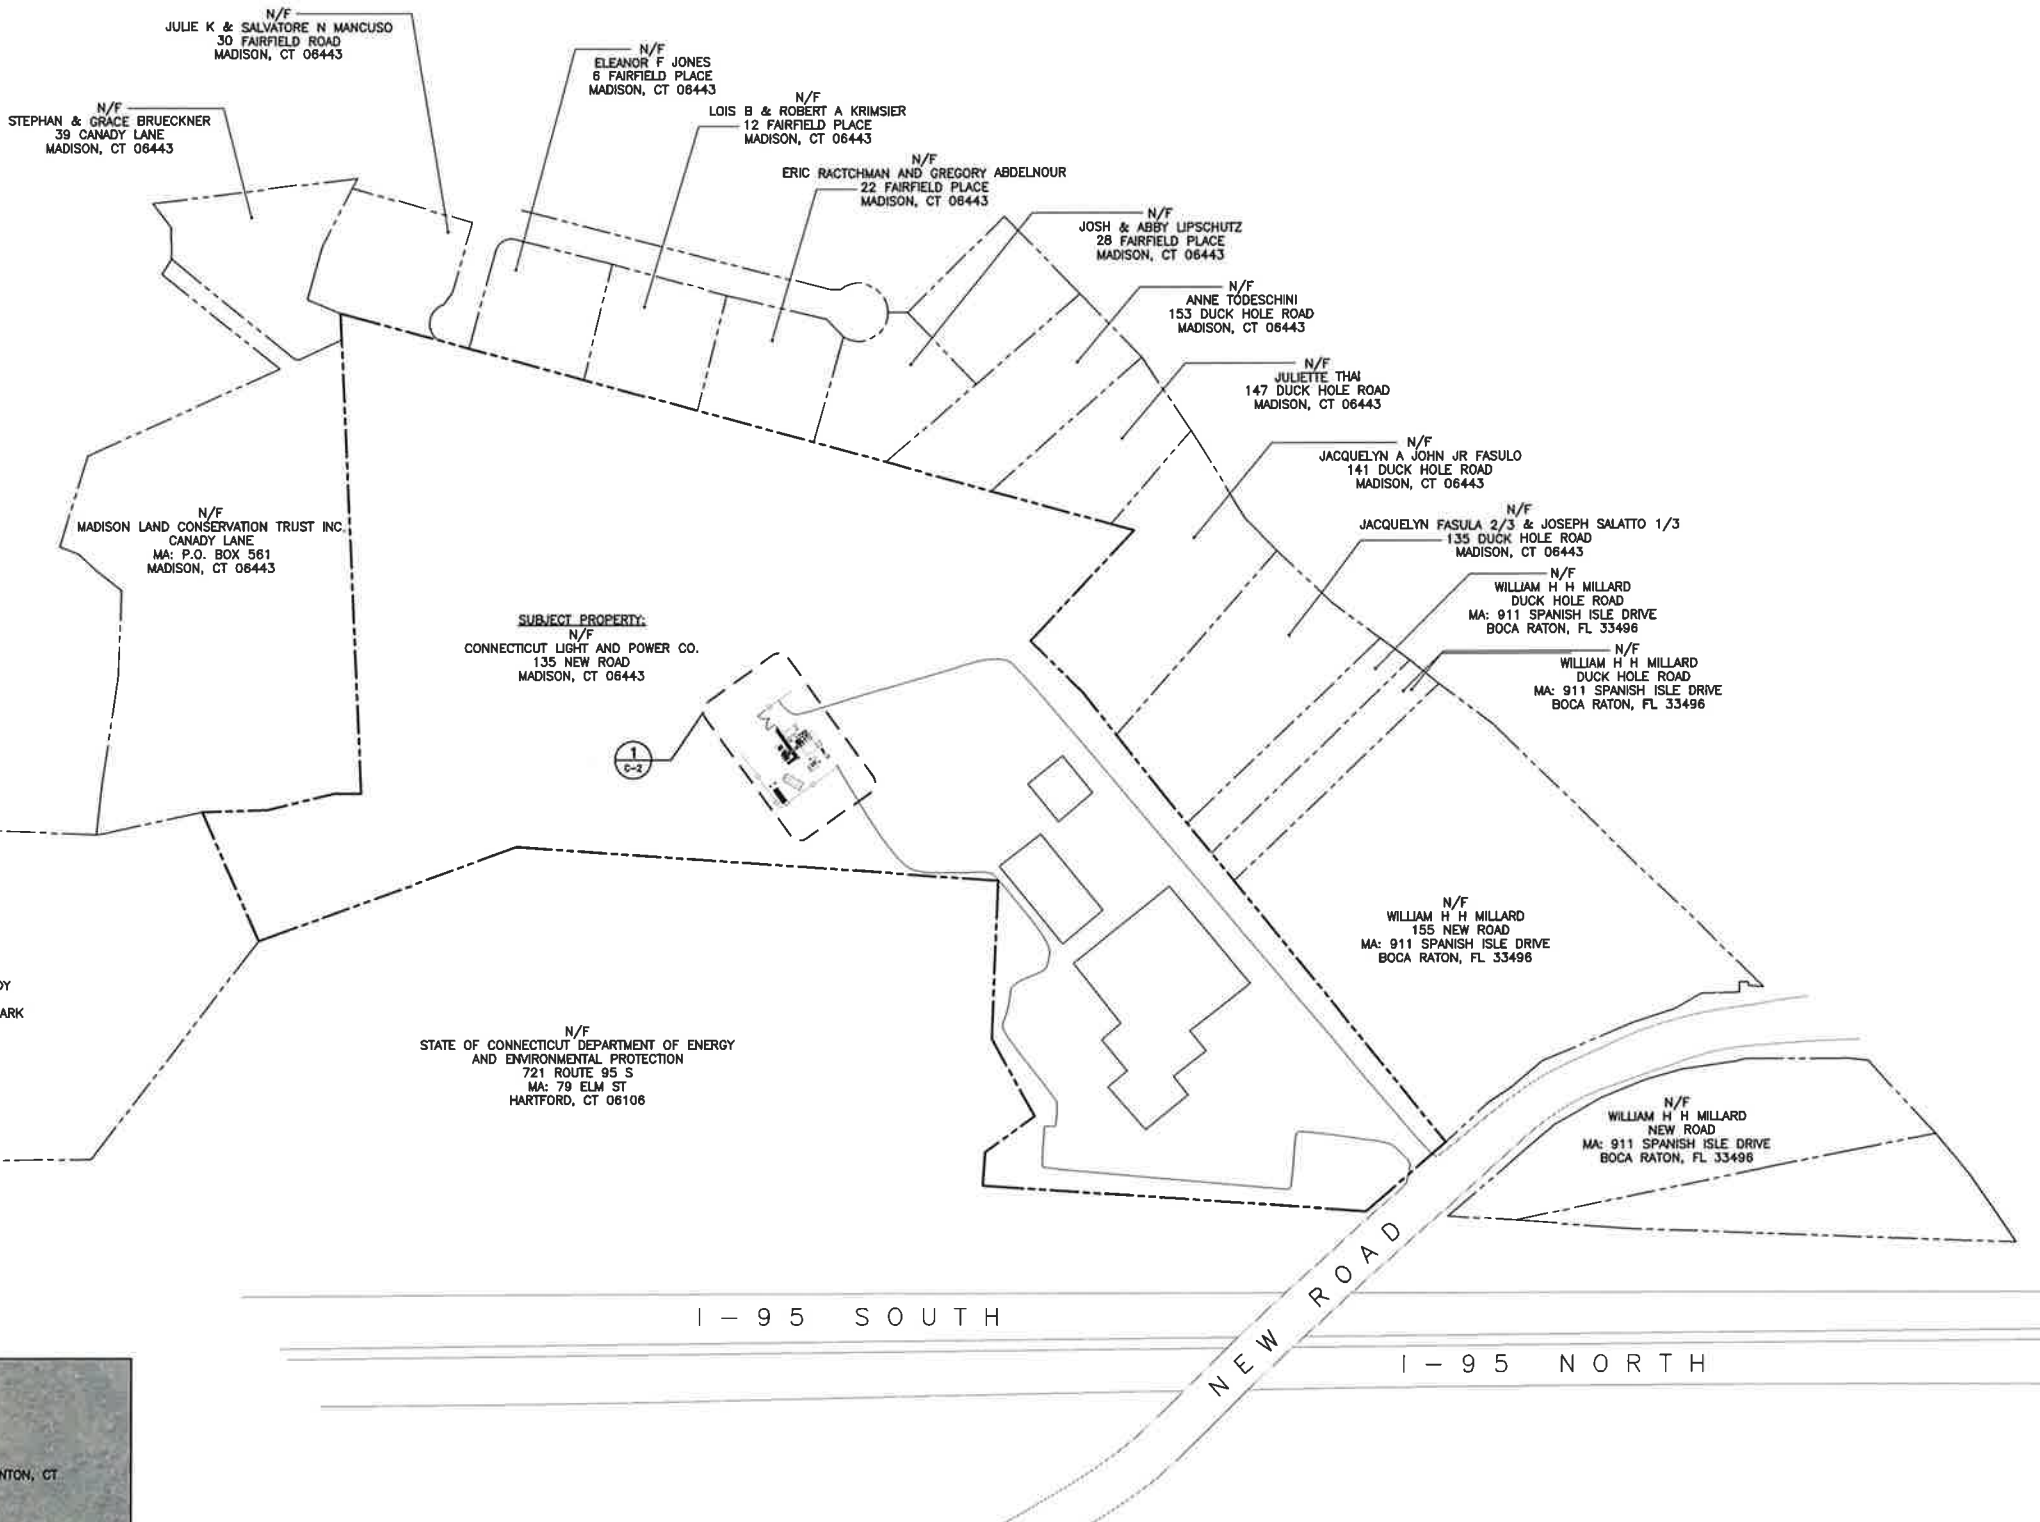 N/F
JULIE K & SALVATORE N MANCUSO
30 FAIRFIELD ROAD
MADISON, CT 06443
N/F
STEPHAN & GRACE BRUECKNER
39 CANADY LANE
MADISON, CT 06443
N/F
ELEANOR F JONES
6 FAIRFIELD PLACE
MADISON, CT 06443
N/F
LOIS B & ROBERT A KRIMSIER
12 FAIRFIELD PLACE
MADISON, CT 06443
N/F
ERIC RACTCHMAN AND GREGORY ABDELNOUR
22 FAIRFIELD PLACE
MADISON, CT 06443
N/F
JOSH & ABBY LIPSCHUTZ
28 FAIRFIELD PLACE
MADISON, CT 06443
N/F
ANNE TODESCHINI
153 DUCK HOLE ROAD
MADISON, CT 06443
N/F
JULIETTE THAI
147 DUCK HOLE ROAD
MADISON, CT 06443
N/F
JACQUELYN A JOHN JR FASULO
141 DUCK HOLE ROAD
MADISON, CT 06443
N/F
JACQUELYN FASULA 2/3 & JOSEPH SALATTO 1/3
135 DUCK HOLE ROAD
MADISON, CT 06443
N/F
WILLIAM H H MILLARD
DUCK HOLE ROAD
MA: 911 SPANISH ISLE DRIVE
BOCA RATON, FL 33496
N/F
WILLIAM H H MILLARD
DUCK HOLE ROAD
MA: 911 SPANISH ISLE DRIVE
BOCA RATON, FL 33496
N/F
MADISON LAND CONSERVATION TRUST INC.
CANADY LANE
MA: P.O. BOX 561
MADISON, CT 06443
SUBJECT PROPERTY:
N/F
CONNECTICUT LIGHT AND POWER CO.
135 NEW ROAD
MADISON, CT 06443
1
C-2
N/F
WILLIAM H H MILLARD
155 NEW ROAD
MA: 911 SPANISH ISLE DRIVE
BOCA RATON, FL 33496
DY
ARK
N/F
STATE OF CONNECTICUT DEPARTMENT OF ENERGY
AND ENVIRONMENTAL PROTECTION
721 ROUTE 95 S
MA: 79 ELM ST
HARTFORD, CT 06106
N/F
WILLIAM H H MILLARD
NEW ROAD
MA: 911 SPANISH ISLE DRIVE
BOCA RATON, FL 33496
NEW ROAD
I-95 SOUTH
I-95 NORTH
NTON, CT